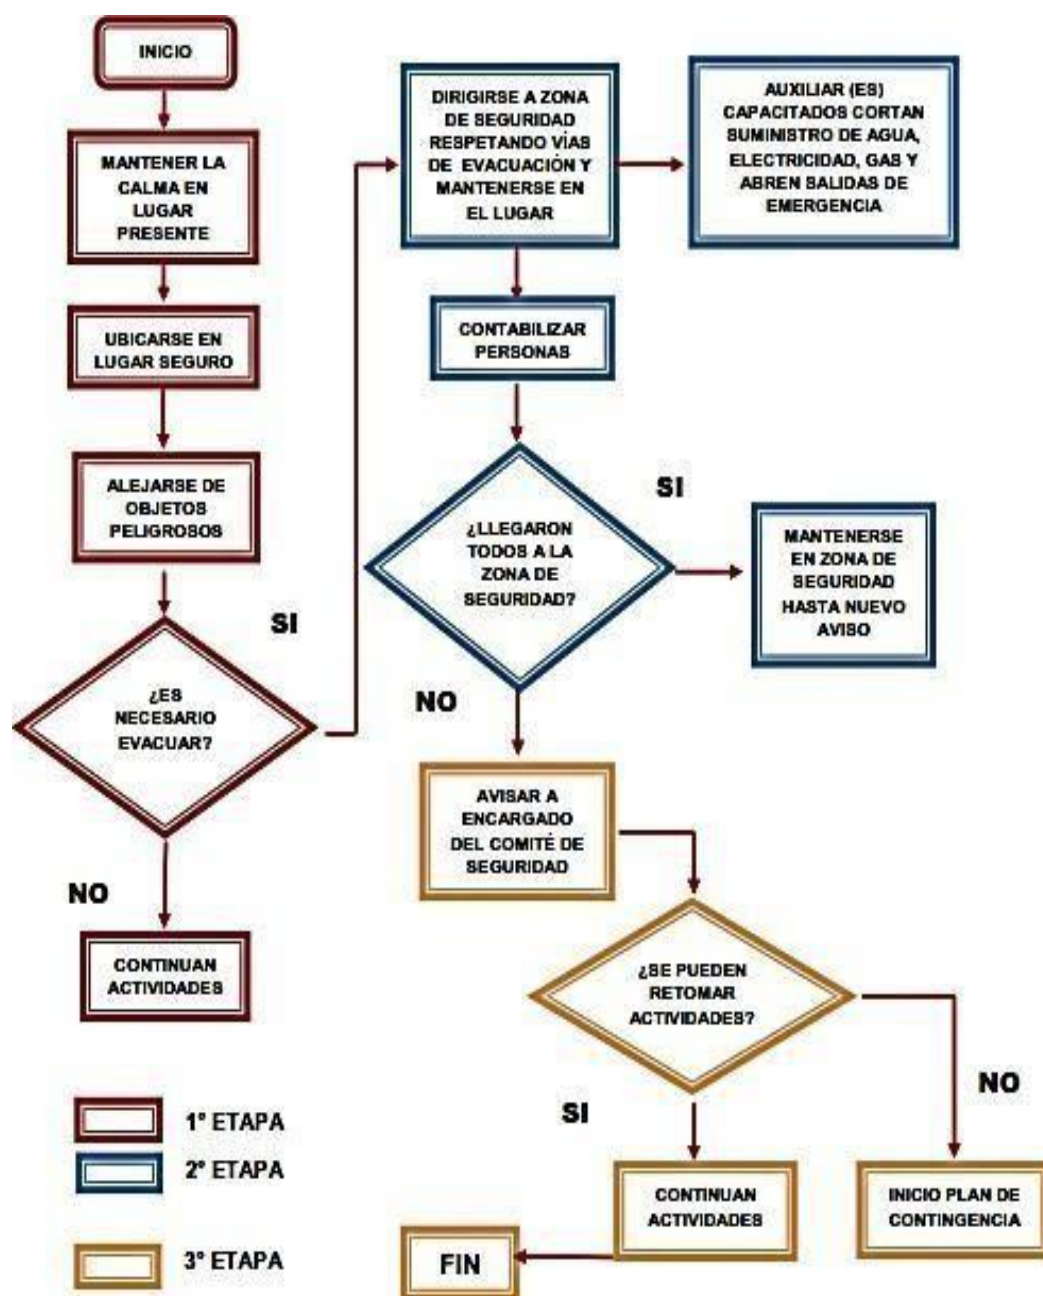 INICIO
MANTENER LA
CALMA EN
LUGAR
PRESENTE
UBICARSE EN
LUGAR SEGURO
ALEJARSE DE
OBJETOS
PELIGROSOS
SI
¿ES
NECESARIO
EVACUAR?
NO
CONTINUAN
ACTIVIDADES
DIRIGIRSE A ZONA
DE SEGURIDAD
RESPETANDO VÍAS
DE EVACUACIÓN Y
MANTENERSE EN
EL LUGAR
AUXILIAR (ES)
CAPACITADOS CORTAN
SUMINISTRO DE AGUA,
ELECTRICIDAD, GAS Y
ABREN SALIDAS DE
EMERGENCIA
CONTABILIZAR
PERSONAS
SI
¿LLEGARON
TODOS A LA
ZONA DE
SEGURIDAD?
MANTENERSE
EN ZONA DE
SEGURIDAD
HASTA NUEVO
AVISO
NO
AVISAR A
ENCARGADO
DEL COMITÉ DE
SEGURIDAD
¿SE PUEDEN
RETOMAR
ACTIVIDADES?
NO
SI
CONTINUAN
ACTIVIDADES
INICIO PLAN DE
CONTINGENCIA
FIN
1° ETAPA
2° ETAPA
3° ETAPA